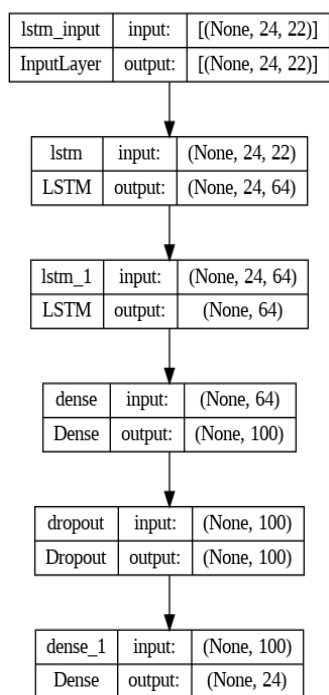 lstm_input input: [(None, 24, 22)]
InputLayer output: [(None, 24, 22)]
lstm input: (None, 24, 22)
LSTM output: (None, 24, 64)
lstm_1 input: (None, 24, 64)
LSTM output: (None, 64)
dense input: (None, 64)
Dense output: (None, 100)
dropout input: (None, 100)
Dropout output: (None, 100)
dense_1 input: (None, 100)
Dense output: (None, 24)